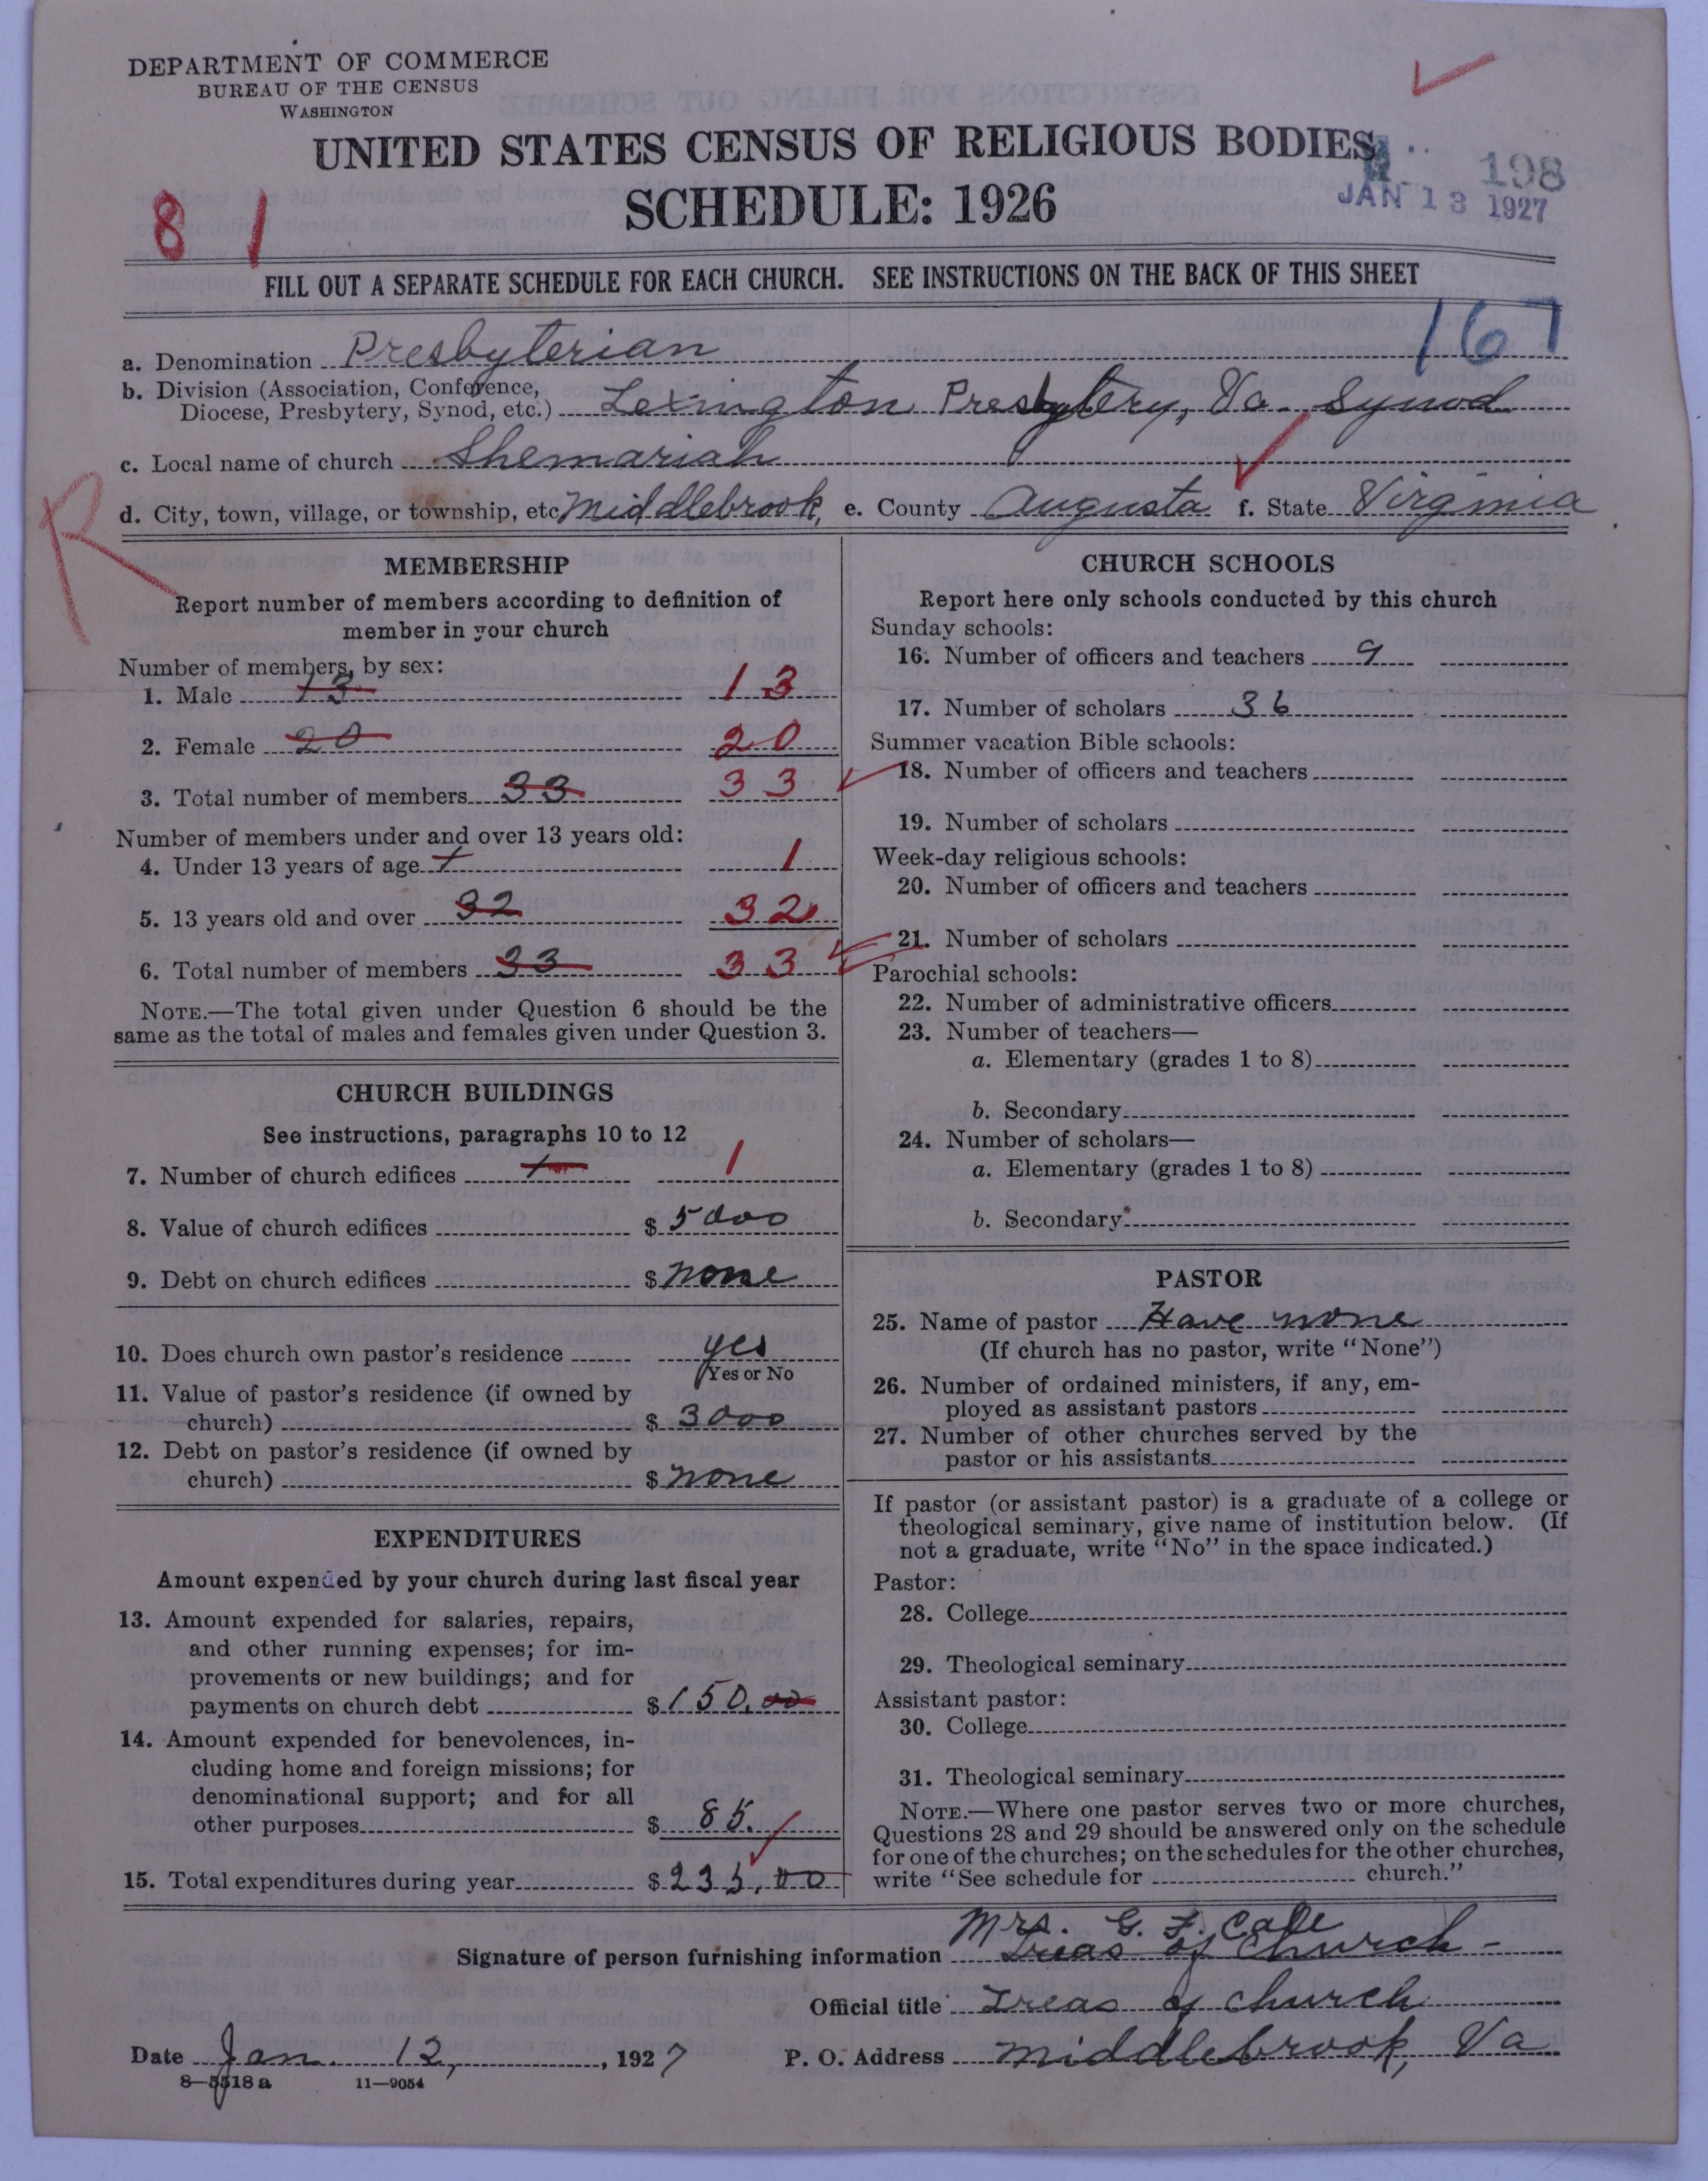 DEPARTMENT OF COMMERCE
BUREAU OF THE CENSUS
WASHINGTON
UNITED STATES CENSUS OF RELIGIOUS BODIES
SCHEDULE: 1926
198
JAN 13 1927
8 1
FILL OUT A SEPARATE SCHEDULE FOR EACH CHURCH. SEE INSTRUCTIONS ON THE BACK OF THIS SHEET
167
a. Denomination Presbyterian
b. Division (Association, Conference,
Diocese, Presbytery, Synod, etc.) Lexington Presbytery, Va. Synod
c. Local name of church Shemariah
d. City, town, village, or township, etc. Middlebrook, e. County Augusta f. State Virginia
R
MEMBERSHIP
Report number of members according to definition of
member in your church
Number of members, by sex:
1. Male 13 13
2. Female 20 20
3. Total number of members 33 33
Number of members under and over 13 years old:
4. Under 13 years of age 1 1
5. 13 years old and over 32 32
6. Total number of members 33 33
NOTE.—The total given under Question 6 should be the
same as the total of males and females given under Question 3.
CHURCH BUILDINGS
See instructions, paragraphs 10 to 12
7. Number of church edifices 1 1
8. Value of church edifices $ 5000
9. Debt on church edifices $ none
10. Does church own pastor's residence yes
Yes or No
11. Value of pastor's residence (if owned by
church) $ 3000
12. Debt on pastor's residence (if owned by
church) $ none
EXPENDITURES
Amount expended by your church during last fiscal year
13. Amount expended for salaries, repairs,
and other running expenses; for im-
provements or new buildings; and for
payments on church debt $ 150.00
14. Amount expended for benevolences, in-
cluding home and foreign missions; for
denominational support; and for all
other purposes $ 85.
15. Total expenditures during year $ 235.00
CHURCH SCHOOLS
Report here only schools conducted by this church
Sunday schools:
16. Number of officers and teachers 9
17. Number of scholars 36
Summer vacation Bible schools:
18. Number of officers and teachers
19. Number of scholars
Week-day religious schools:
20. Number of officers and teachers
21. Number of scholars
Parochial schools:
22. Number of administrative officers
23. Number of teachers—
a. Elementary (grades 1 to 8)
b. Secondary
24. Number of scholars—
a. Elementary (grades 1 to 8)
b. Secondary
PASTOR
25. Name of pastor Have none
(If church has no pastor, write "None")
26. Number of ordained ministers, if any, em-
ployed as assistant pastors
27. Number of other churches served by the
pastor or his assistants
If pastor (or assistant pastor) is a graduate of a college or
theological seminary, give name of institution below. (If
not a graduate, write "No" in the space indicated.)
Pastor:
28. College
29. Theological seminary
Assistant pastor:
30. College
31. Theological seminary
NOTE.—Where one pastor serves two or more churches,
Questions 28 and 29 should be answered only on the schedule
for one of the churches; on the schedules for the other churches,
write "See schedule for church."
Mrs. G. F. Cale
Signature of person furnishing information Treas of Church -
Official title Treas of Church
Date Jan. 12, 1927 P. O. Address Middlebrook, Va
8—5518 a 11—9054